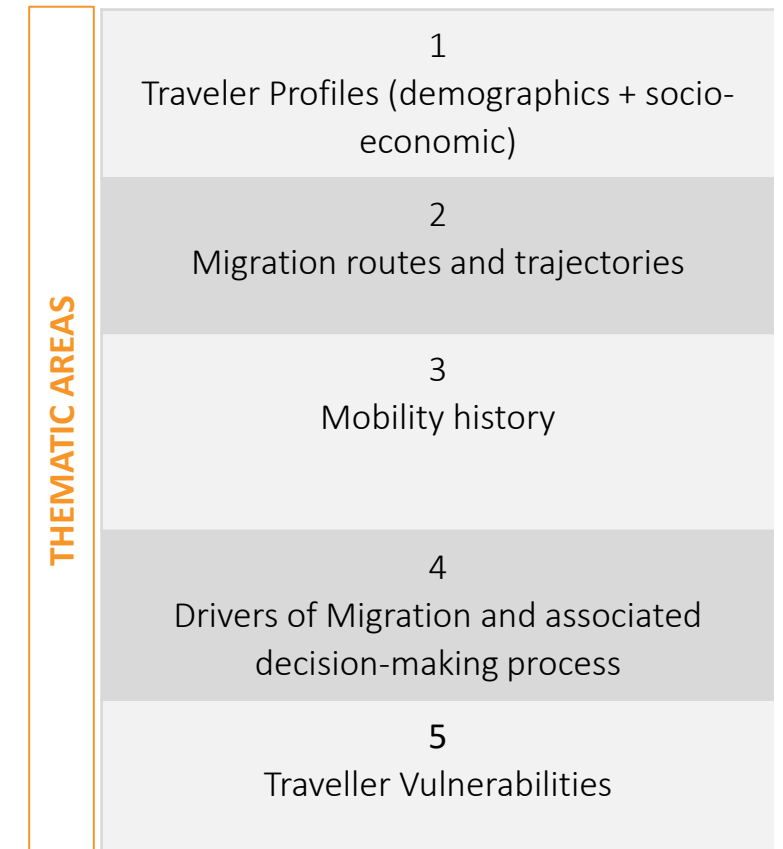 THEMATIC AREAS
1
Traveler Profiles (demographics + socio-
economic)
2
Migration routes and trajectories
3
Mobility history
4
Drivers of Migration and associated
decision-making process
5
Traveller Vulnerabilities